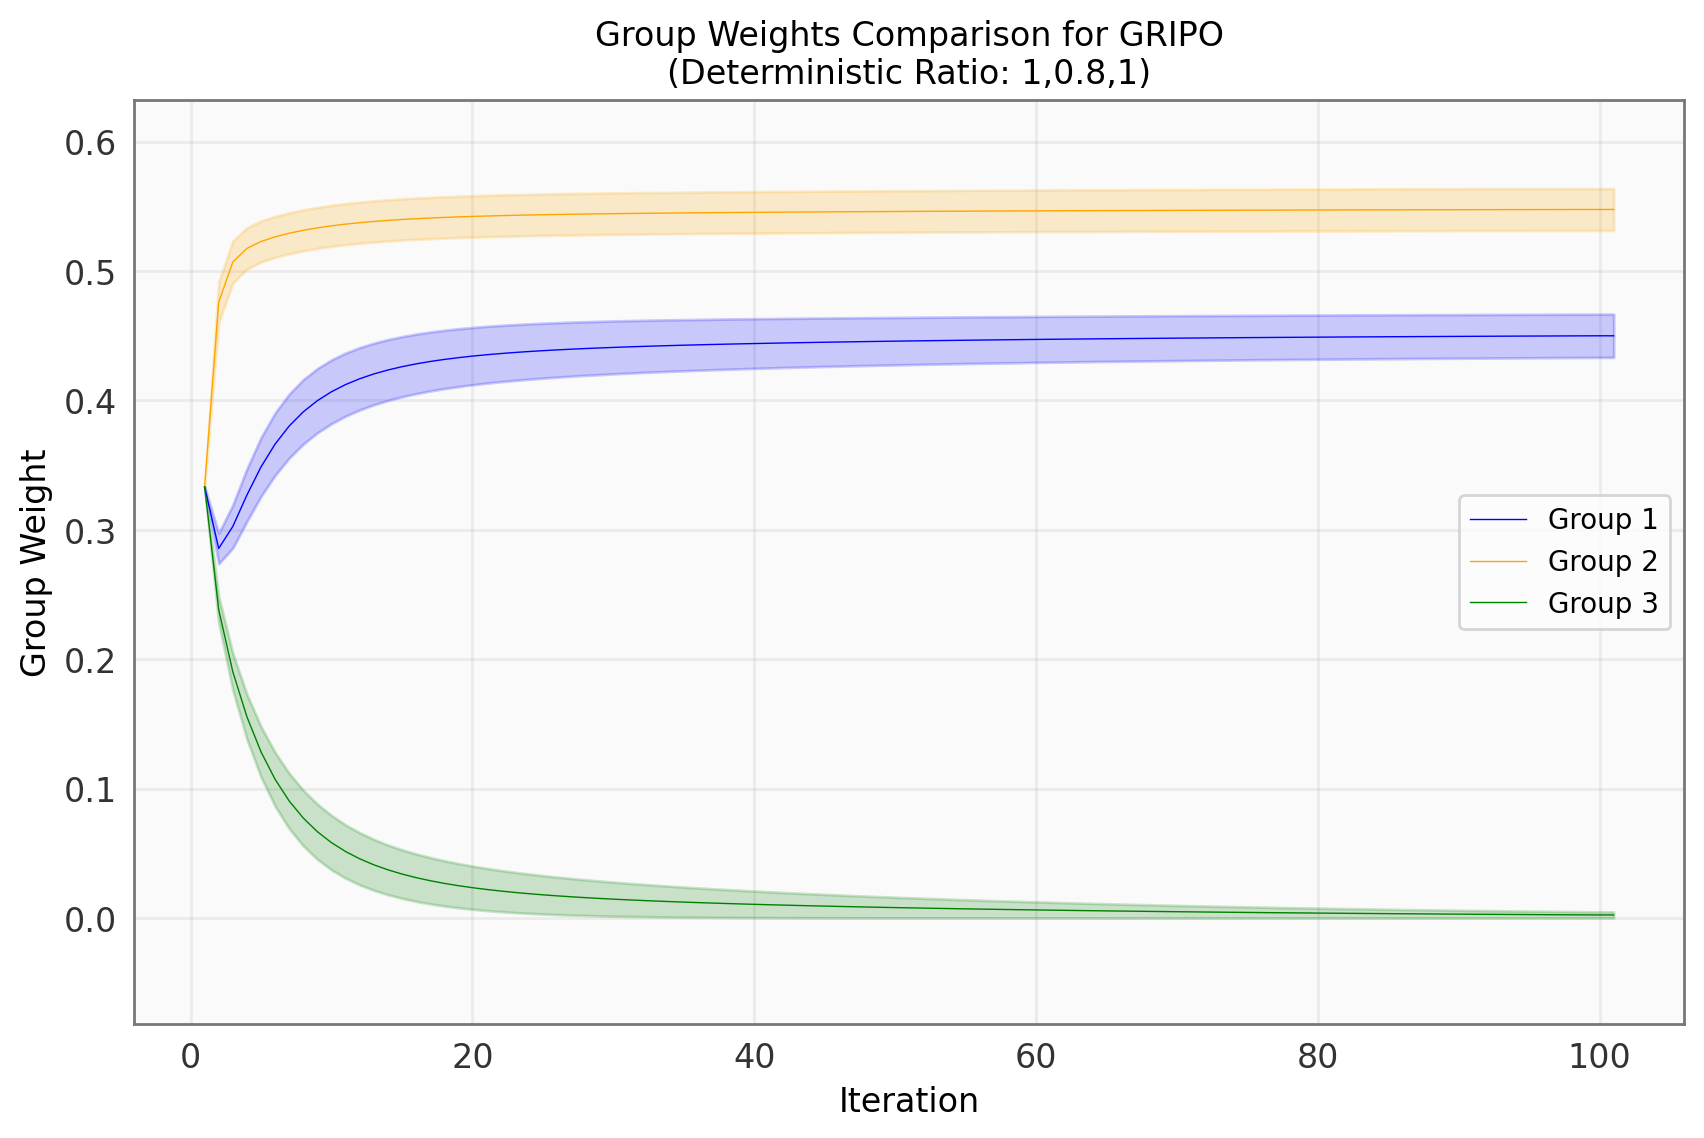 Group Weights Comparison for GRIPO
(Deterministic Ratio: 1,0.8,1)
Group Weight
0.6
0.5
0.4
0.3
0.2
0.1
0.0
Group 1
Group 2
Group 3
0 20 40 60 80 100
Iteration